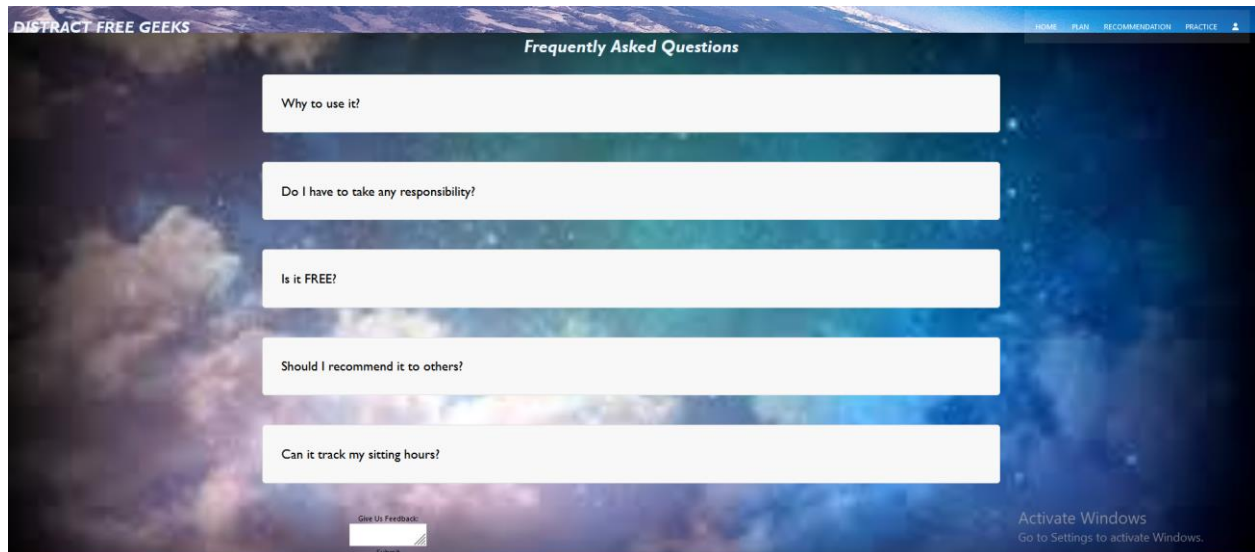 DISTRACT FREE GEEKS
HOME PLAN RECOMMENDATION PRACTICE
Frequently Asked Questions
Why to use it?
Do I have to take any responsibility?
Is it FREE?
Should I recommend it to others?
Can it track my sitting hours?
Give Us Feedback:
Submit
Activate Windows
Go to Settings to activate Windows.